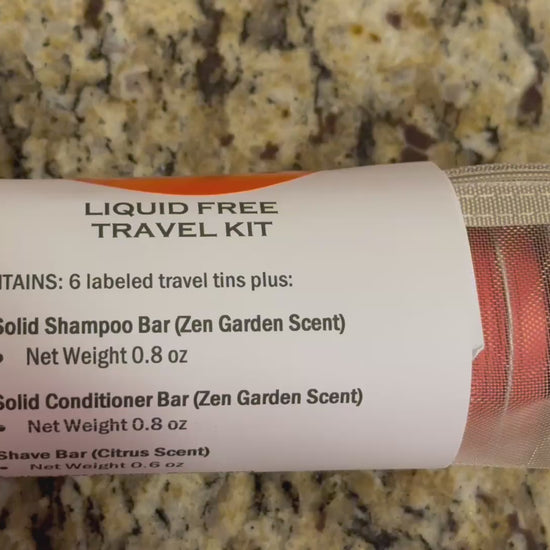 LIQUID FREE
TRAVEL KIT
NTAINS: 6 labeled travel tins plus:
Solid Shampoo Bar (Zen Garden Scent)
• Net Weight 0.8 oz
Solid Conditioner Bar (Zen Garden Scent)
• Net Weight 0.8 oz
Shave Bar (Citrus Scent)
• Net Weight 0.6 oz